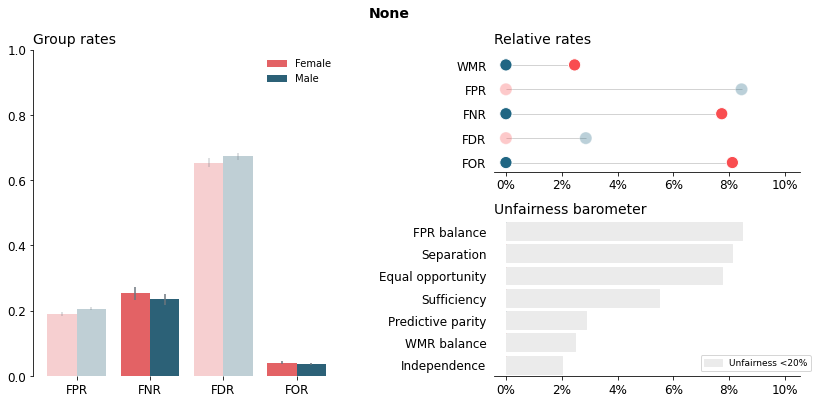 None
Group rates
1.0
0.8
0.6
0.4
0.2
0.0
FPR
FNR
FDR
FOR
Female
Male
Relative rates
WMR
FPR
FNR
FDR
FOR
0% 2% 4% 6% 8% 10%
Unfairness barometer
FPR balance
Separation
Equal opportunity
Sufficiency
Predictive parity
WMR balance
Independence
Unfairness <20%
0% 2% 4% 6% 8% 10%